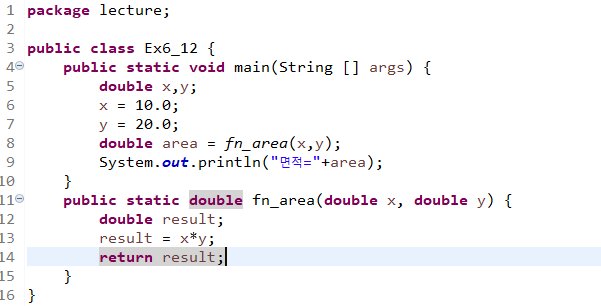 1 package lecture;
2
3 public class Ex6_12 {
4 public static void main(String [] args) {
5 double x,y;
6 x = 10.0;
7 y = 20.0;
8 double area = fn_area(x,y);
9 System.out.println("면적="+area);
10 }
11 public static double fn_area(double x, double y) {
12 double result;
13 result = x*y;
14 return result;
15 }
16 }